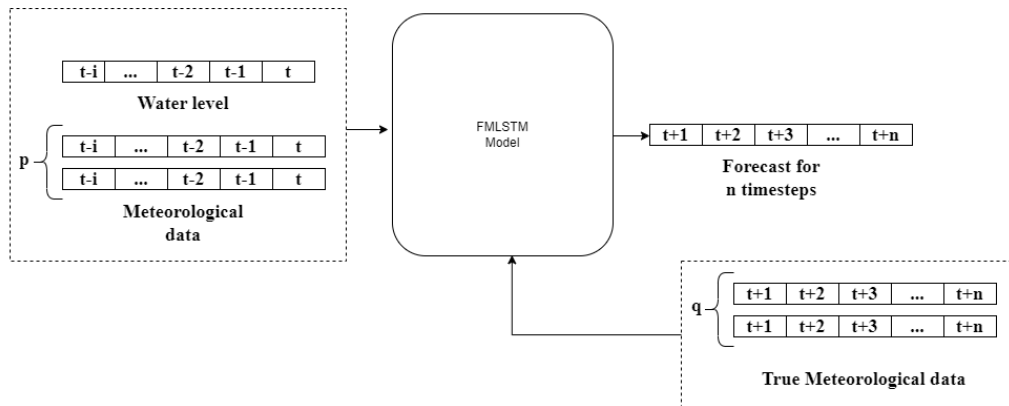 t-i ... t-2 t-1 t
Water level
p
t-i ... t-2 t-1 t
t-i ... t-2 t-1 t
Meteorological
data
FMLSTM
Model
t+1 t+2 t+3 ... t+n
Forecast for
n timesteps
q
t+1 t+2 t+3 ... t+n
t+1 t+2 t+3 ... t+n
True Meteorological data